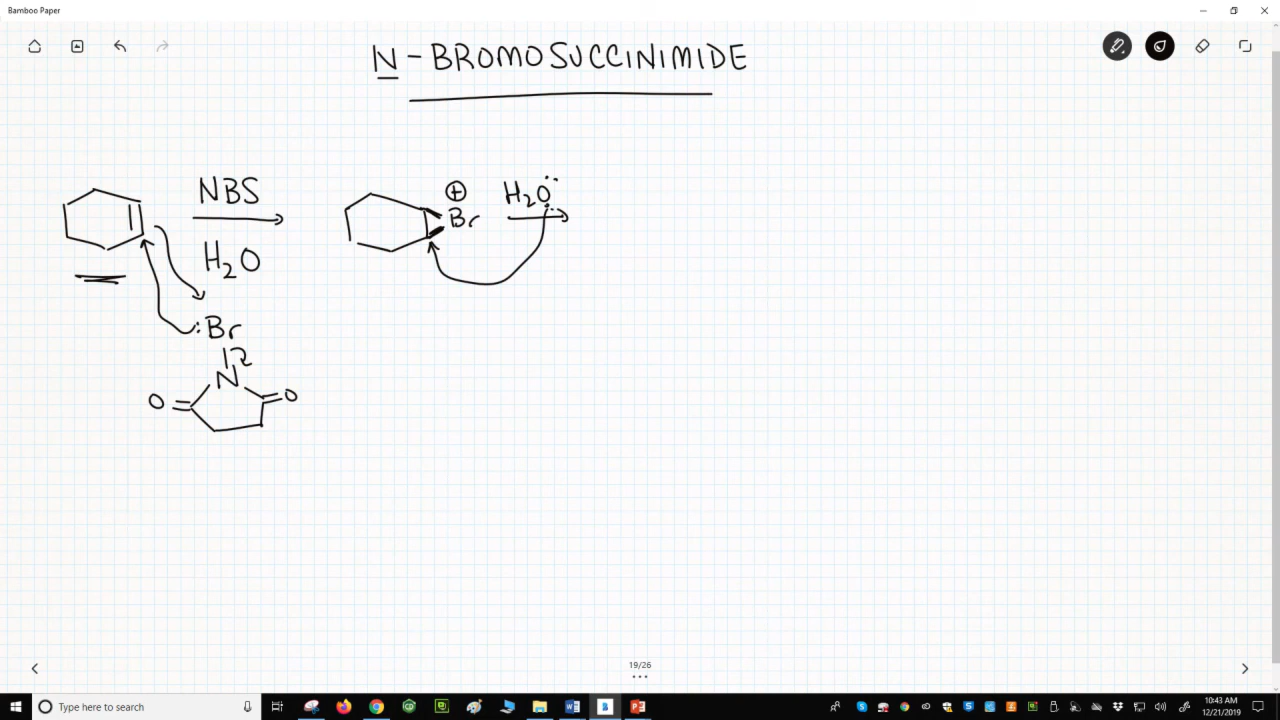 Bamboo Paper
N - BROMOSUCCINIMIDE
NBS
H2O
⊕
Br
H2O
:Br
N
O
O
19/26
Type here to search
10:43 AM
12/21/2019